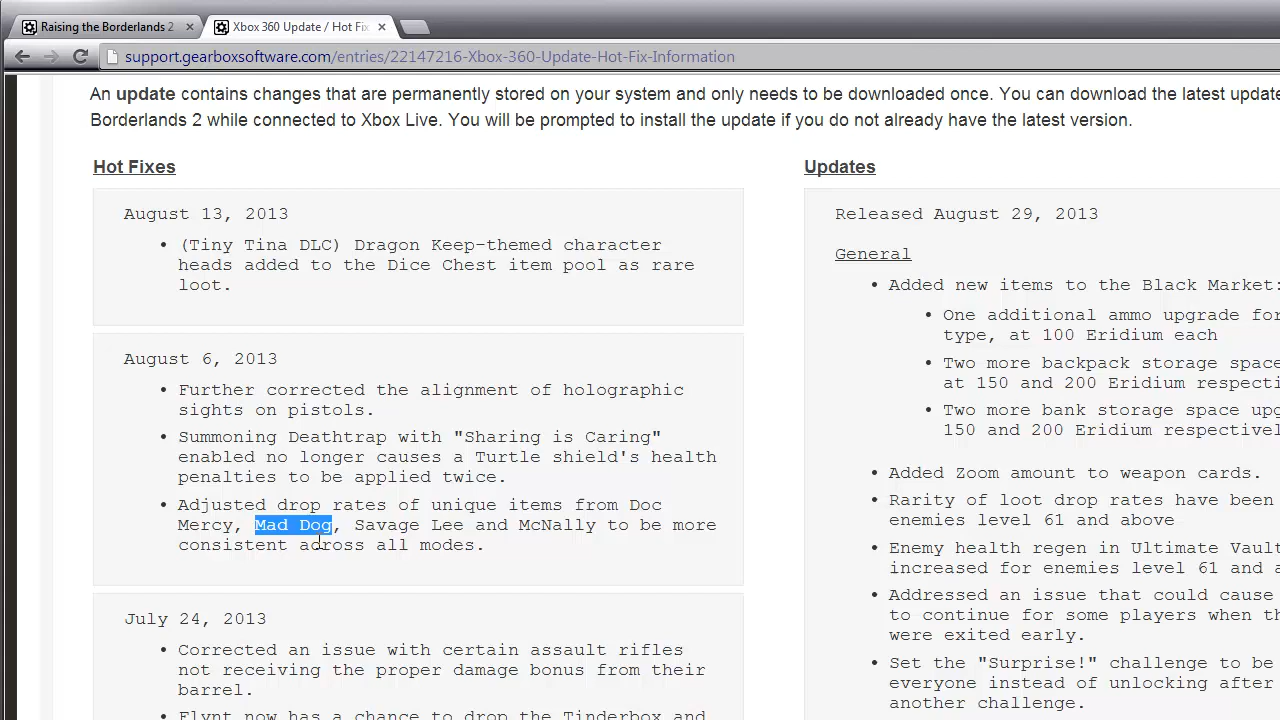 Raising the Borderlands 2
Xbox 360 Update / Hot Fix
support.gearboxsoftware.com/entries/22147216-Xbox-360-Update-Hot-Fix-Information
An update contains changes that are permanently stored on your system and only needs to be downloaded once. You can download the latest update
Borderlands 2 while connected to Xbox Live. You will be prompted to install the update if you do not already have the latest version.
Hot Fixes
August 13, 2013
• (Tiny Tina DLC) Dragon Keep-themed character
heads added to the Dice Chest item pool as rare
loot.
August 6, 2013
• Further corrected the alignment of holographic
sights on pistols.
• Summoning Deathtrap with "Sharing is Caring"
enabled no longer causes a Turtle shield's health
penalties to be applied twice.
• Adjusted drop rates of unique items from Doc
Mercy, Mad Dog, Savage Lee and McNally to be more
consistent across all modes.
July 24, 2013
• Corrected an issue with certain assault rifles
not receiving the proper damage bonus from their
barrel.
• Flynt now has a chance to drop the Tinderbox and
Updates
Released August 29, 2013
General
• Added new items to the Black Market:
• One additional ammo upgrade for
type, at 100 Eridium each
• Two more backpack storage space
at 150 and 200 Eridium respecti
• Two more bank storage space upg
150 and 200 Eridium respectivel
• Added Zoom amount to weapon cards.
• Rarity of loot drop rates have been
enemies level 61 and above
• Enemy health regen in Ultimate Vaul
increased for enemies level 61 and a
• Addressed an issue that could cause
to continue for some players when th
were exited early.
• Set the "Surprise!" challenge to be
everyone instead of unlocking after
another challenge.